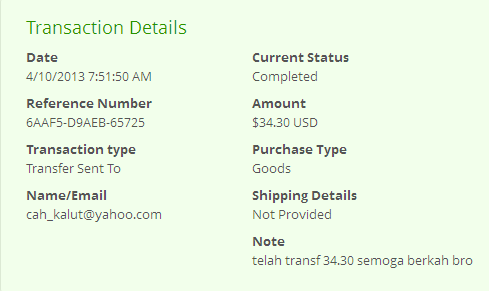 Transaction Details
Date
4/10/2013 7:51:50 AM
Reference Number
6AAF5-D9AEB-65725
Transaction type
Transfer Sent To
Name/Email
cah_kalut@yahoo.com
Current Status
Completed
Amount
$34.30 USD
Purchase Type
Goods
Shipping Details
Not Provided
Note
telah transf 34.30 semoga berkah bro